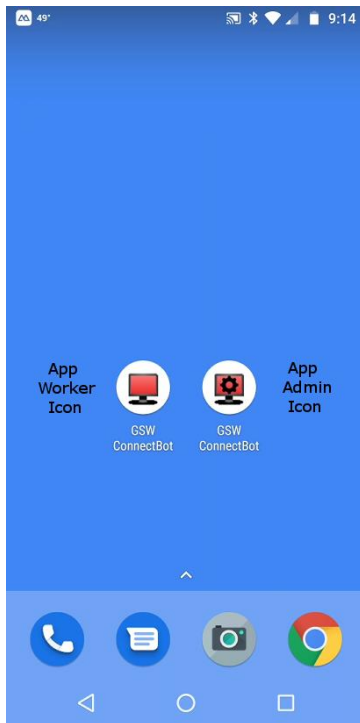 49°
9:14
App
Worker
Icon
App
Admin
Icon
GSW
ConnectBot
GSW
ConnectBot